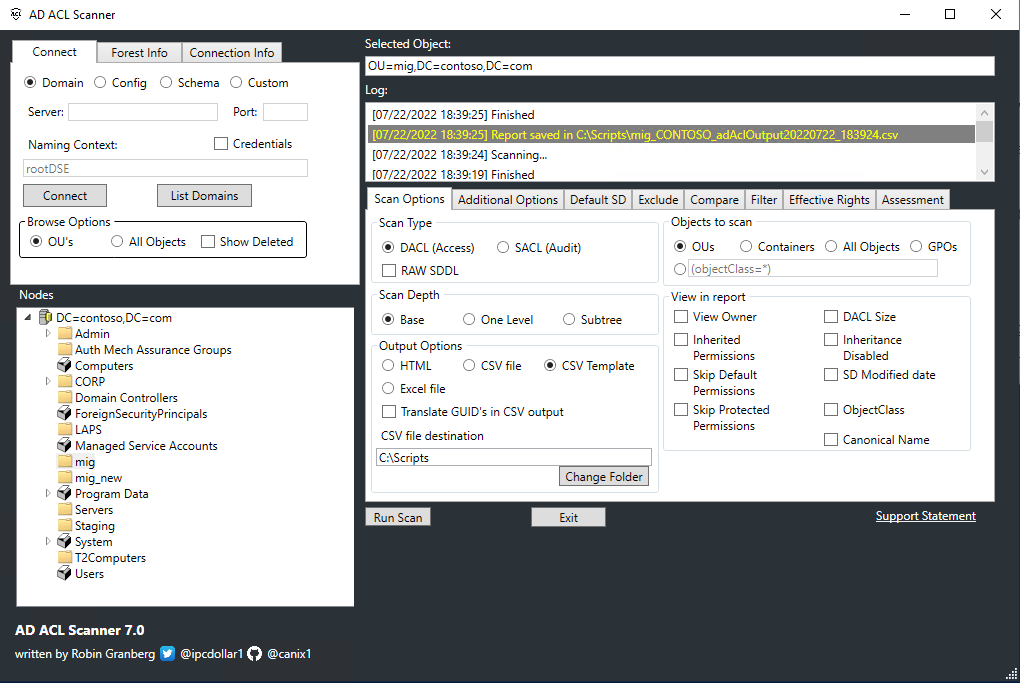 AD ACL Scanner
Connect
Forest Info
Connection Info
Domain
Config
Schema
Custom
Server:
Port:
Naming Context:
Credentials
rootDSE
Connect
List Domains
Browse Options
OU's
All Objects
Show Deleted
Nodes
DC=contoso,DC=com
Admin
Auth Mech Assurance Groups
Computers
CORP
Domain Controllers
ForeignSecurityPrincipals
LAPS
Managed Service Accounts
mig
mig_new
Program Data
Servers
Staging
System
T2Computers
Users
AD ACL Scanner 7.0
written by Robin Granberg @ipcdollar1 @canix1
Selected Object:
OU=mig,DC=contoso,DC=com
Log:
[07/22/2022 18:39:25] Finished
[07/22/2022 18:39:25] Report saved in C:\Scripts\mig_CONTOSO_adAclOutput20220722_183924.csv
[07/22/2022 18:39:24] Scanning...
[07/22/2022 18:39:19] Finished
Scan Options
Additional Options
Default SD
Exclude
Compare
Filter
Effective Rights
Assessment
Scan Type
DACL (Access)
SACL (Audit)
RAW SDDL
Scan Depth
Base
One Level
Subtree
Output Options
HTML
CSV file
CSV Template
Excel file
Translate GUID's in CSV output
CSV file destination
C:\Scripts
Change Folder
Objects to scan
OUs
Containers
All Objects
GPOs
(objectClass=*)
View in report
View Owner
DACL Size
Inherited
Permissions
Inheritance
Disabled
Skip Default
Permissions
SD Modified date
Skip Protected
Permissions
ObjectClass
Canonical Name
Run Scan
Exit
Support Statement